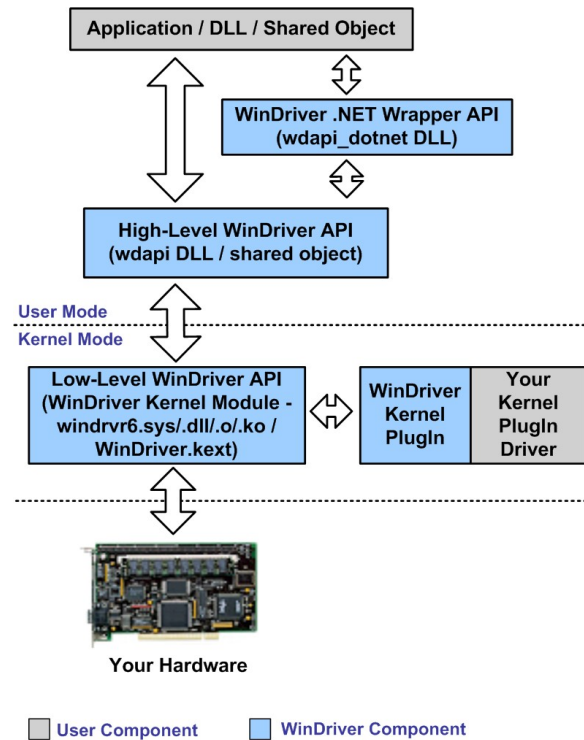 Application / DLL / Shared Object
WinDriver .NET Wrapper API
(wdapi_dotnet DLL)
High-Level WinDriver API
(wdapi DLL / shared object)
User Mode
Kernel Mode
Low-Level WinDriver API
(WinDriver Kernel Module -
windrvr6.sys/.dll/.o/.ko /
WinDriver.kext)
WinDriver
Kernel
PlugIn
Your
Kernel
PlugIn
Driver
Your Hardware
User Component
WinDriver Component